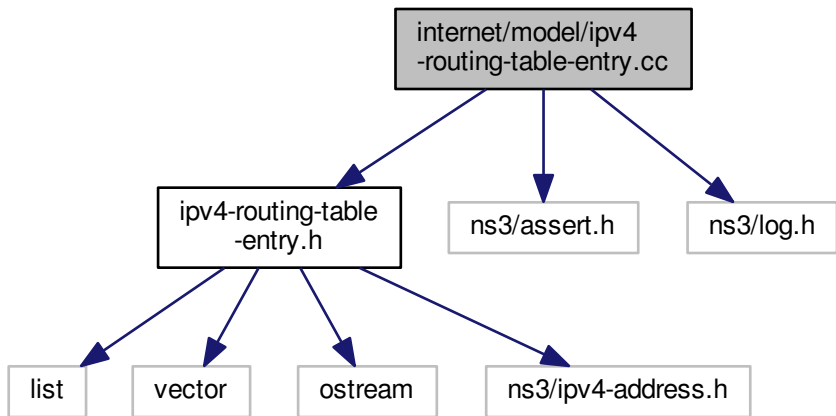 internet/model/ipv4
-routing-table-entry.cc
ipv4-routing-table
-entry.h
ns3/assert.h
ns3/log.h
list
vector
ostream
ns3/ipv4-address.h